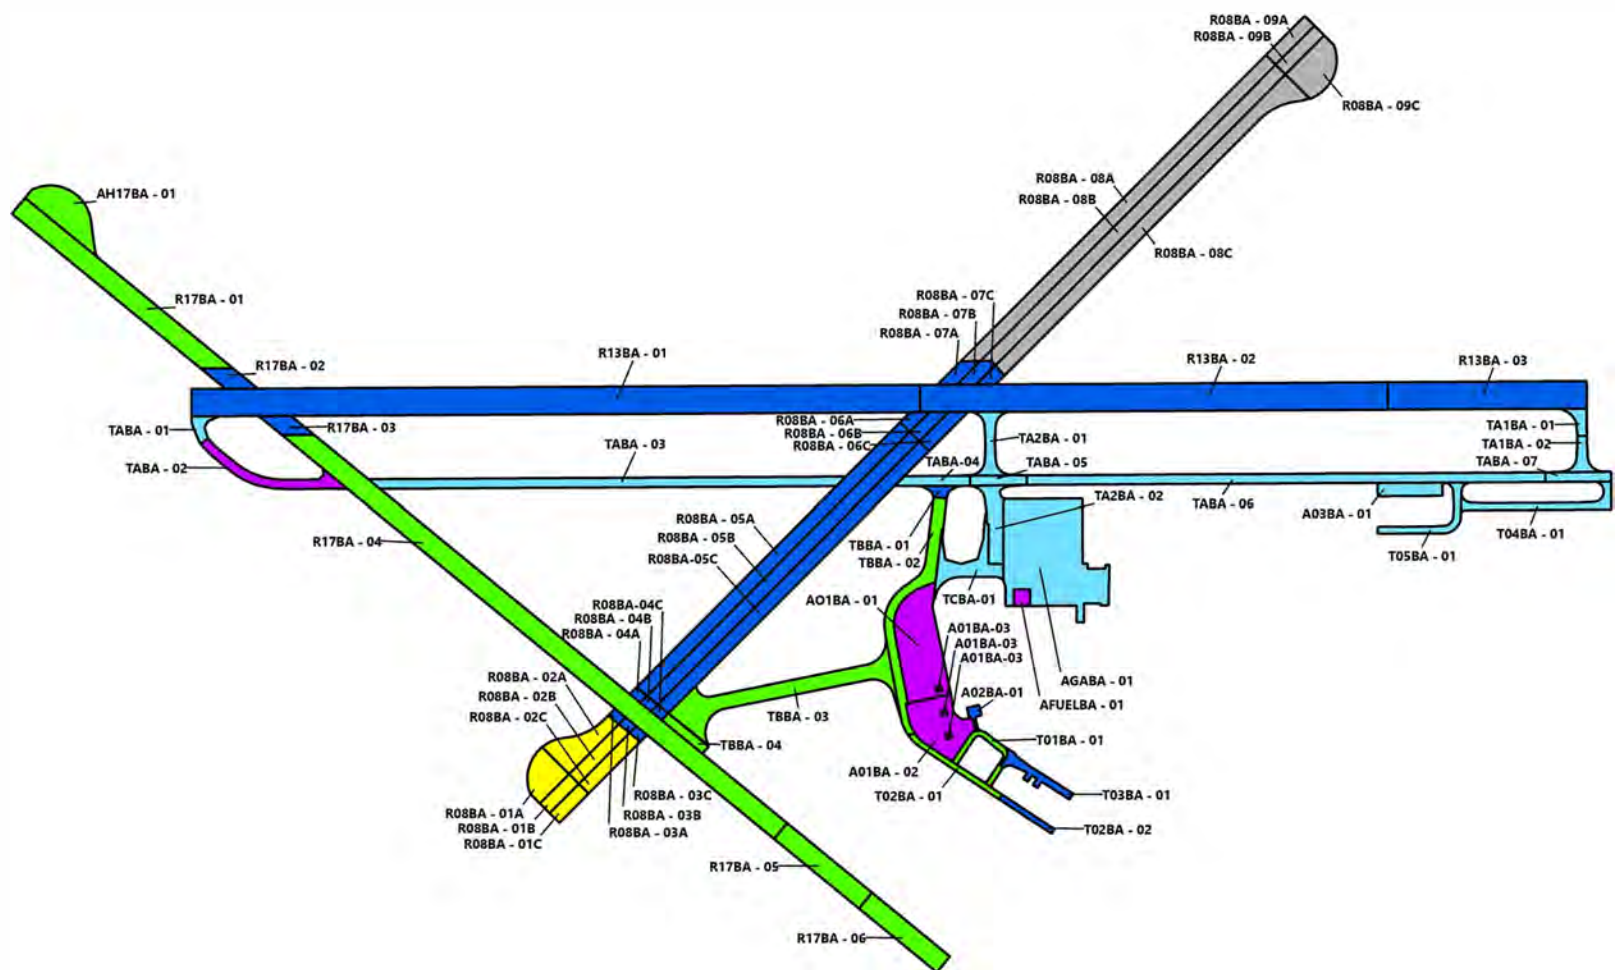 R08BA - 09A
R08BA - 09B
R08BA - 09C
R08BA - 08A
R08BA - 08B
R08BA - 08C
AH17BA - 01
R17BA - 01
R08BA - 07C
R08BA - 07B
R08BA - 07A
R17BA - 02
R13BA - 01
R13BA - 02
R13BA - 03
TABA - 01
R17BA - 03
R08BA - 06A
R08BA - 06B
R08BA - 06C
TA2BA - 01
TA1BA - 01
TA1BA - 02
TABA - 02
TABA - 03
TABA-04
TABA - 05
TABA - 07
TA2BA - 02
TABA - 06
A03BA - 01
T04BA - 01
T05BA - 01
R17BA - 04
R08BA - 05A
R08BA - 05B
R08BA-05C
TBBA - 01
TBBA - 02
TCBA-01
AO1BA - 01
R08BA-04C
R08BA - 04B
R08BA - 04A
A01BA-03
A01BA-03
A01BA-03
AGABA - 01
A02BA-01
AFUELBA - 01
R08BA - 02A
R08BA - 02B
R08BA - 02C
TBBA - 03
TBBA - 04
T01BA - 01
A01BA - 02
T02BA - 01
T03BA - 01
R08BA - 03C
R08BA - 03B
R08BA - 03A
R08BA - 01A
R08BA - 01B
R08BA - 01C
T02BA - 02
R17BA - 05
R17BA - 06